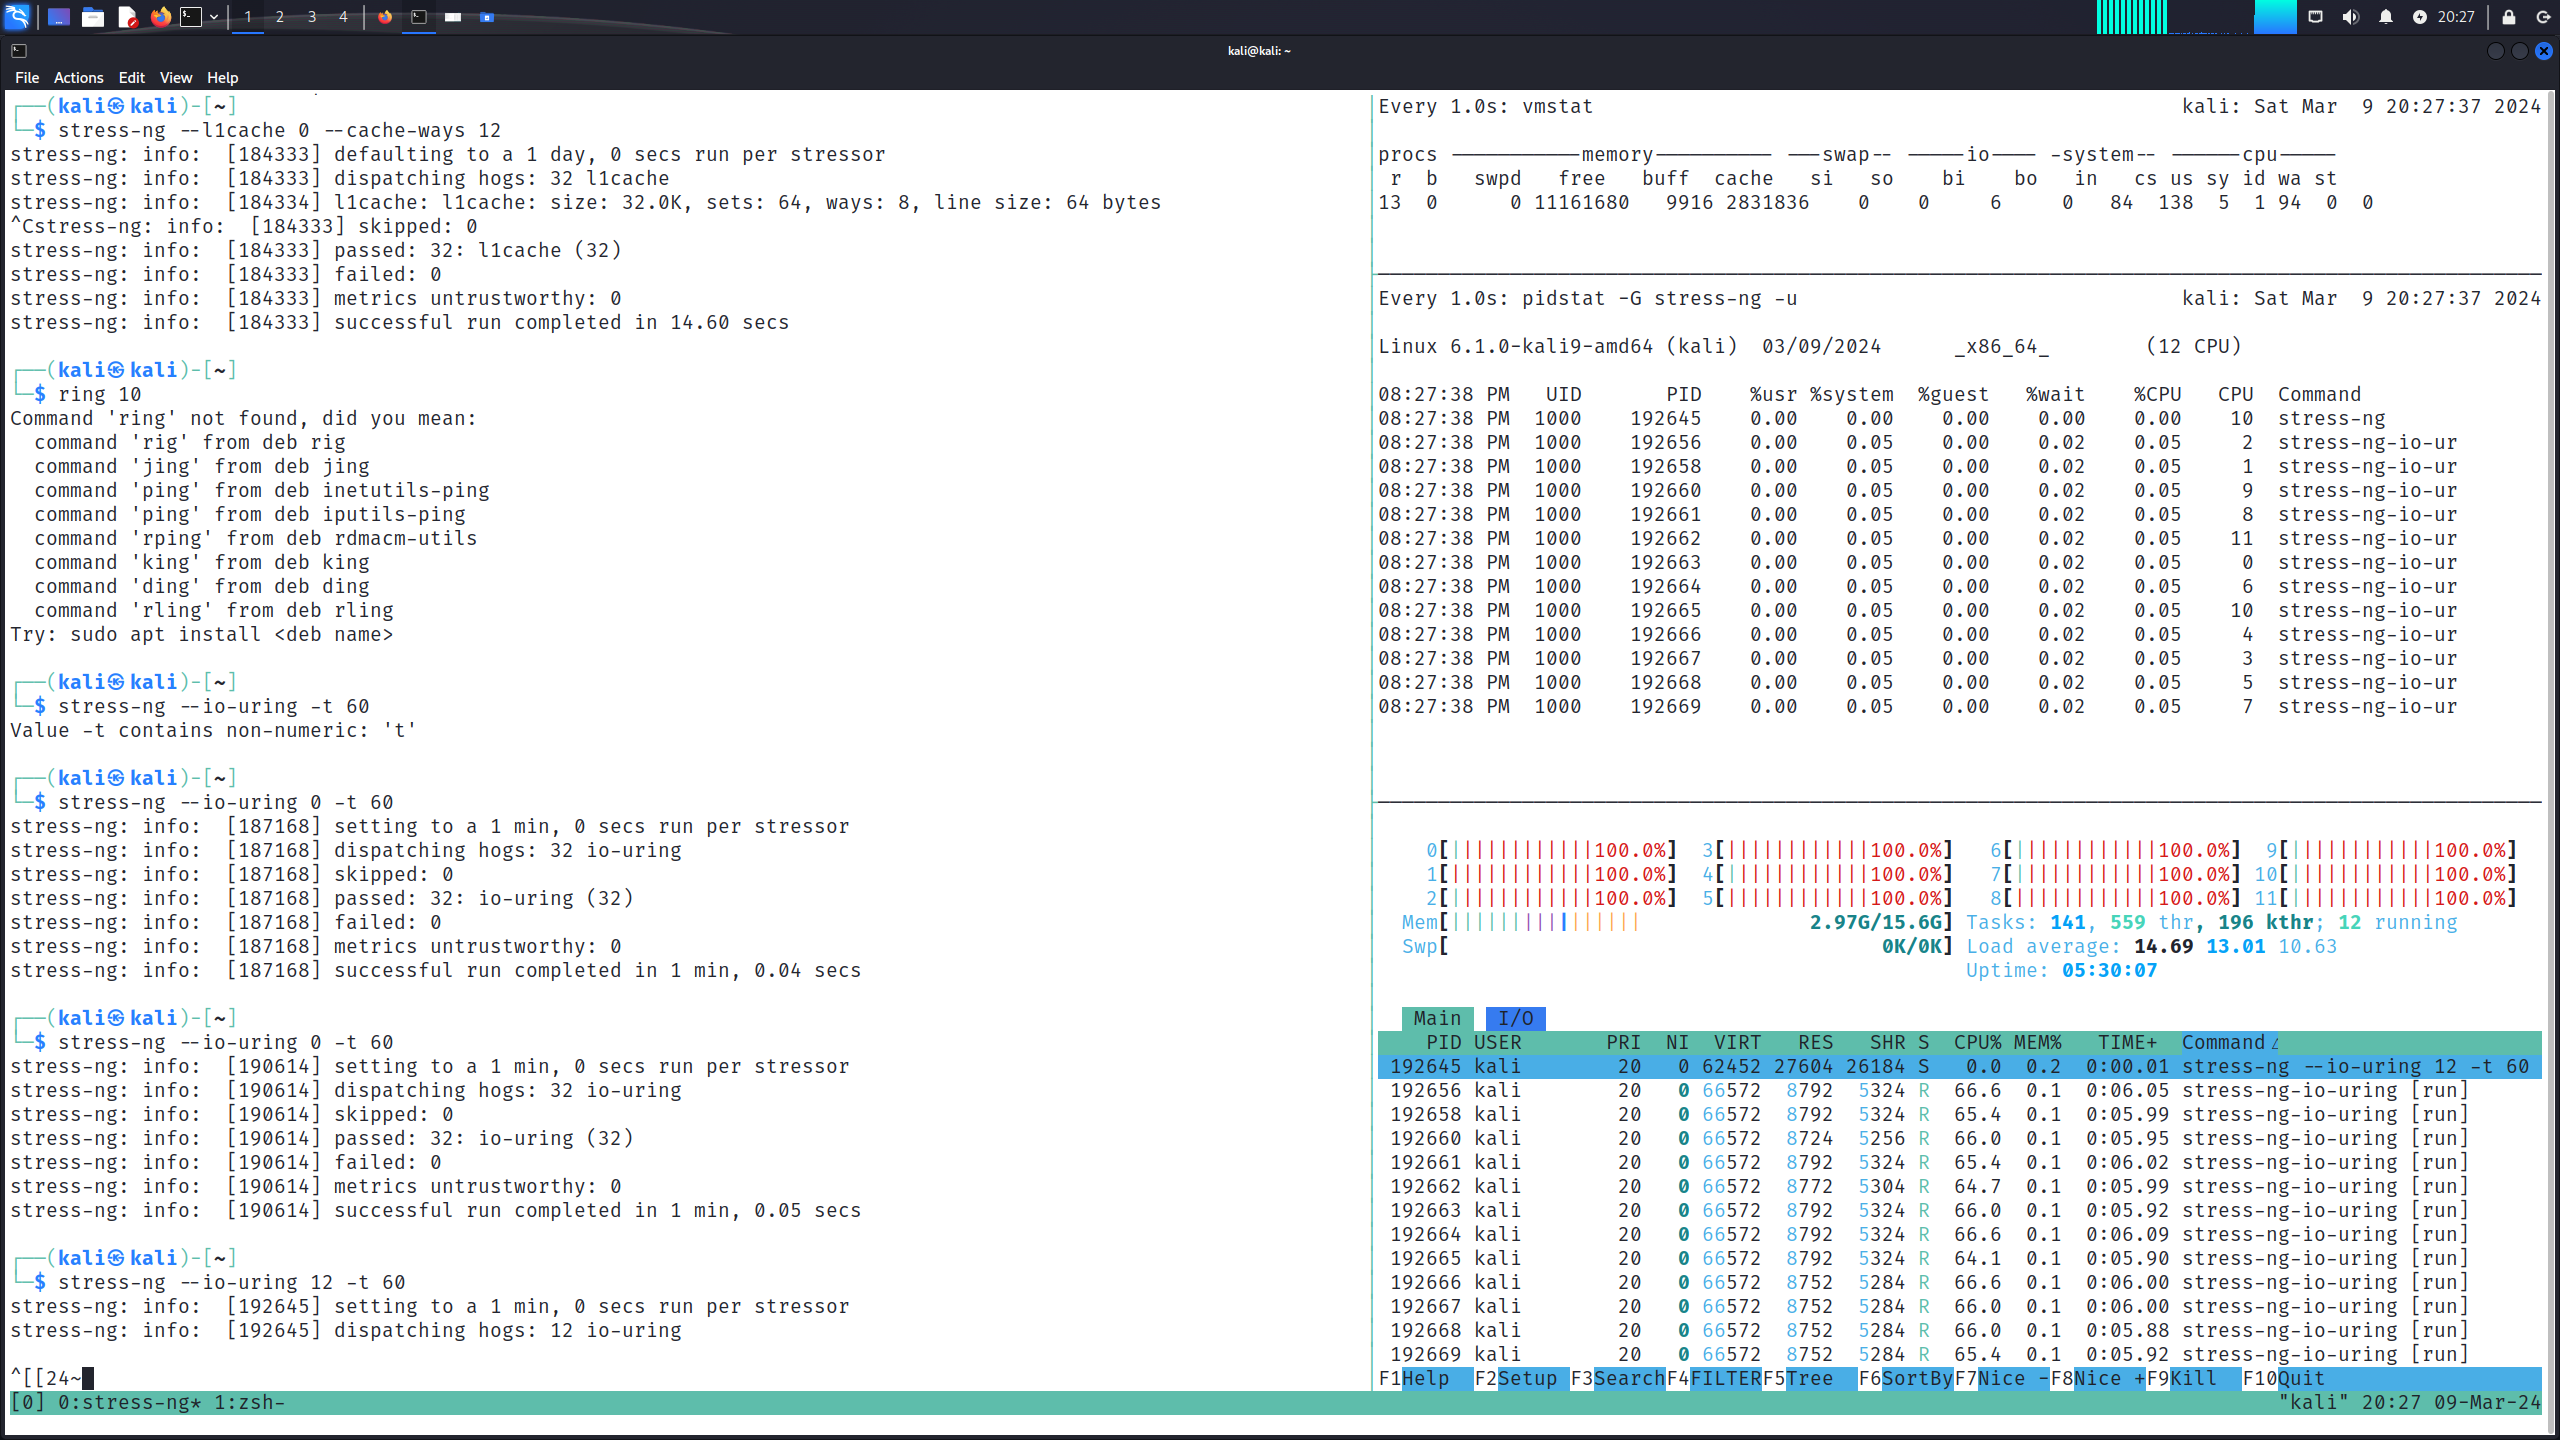 1 2 3 4
20:27
kali@kali: ~
File Actions Edit View Help
┌──(kali㉿kali)-[~]
└─$ stress-ng --l1cache 0 --cache-ways 12
stress-ng: info:  [184333] defaulting to a 1 day, 0 secs run per stressor
stress-ng: info:  [184333] dispatching hogs: 32 l1cache
stress-ng: info:  [184334] l1cache: l1cache: size: 32.0K, sets: 64, ways: 8, line size: 64 bytes
^Cstress-ng: info:  [184333] skipped: 0
stress-ng: info:  [184333] passed: 32: l1cache (32)
stress-ng: info:  [184333] failed: 0
stress-ng: info:  [184333] metrics untrustworthy: 0
stress-ng: info:  [184333] successful run completed in 14.60 secs
┌──(kali㉿kali)-[~]
└─$ ring 10
Command 'ring' not found, did you mean:
  command 'rig' from deb rig
  command 'jing' from deb jing
  command 'ping' from deb inetutils-ping
  command 'ping' from deb iputils-ping
  command 'rping' from deb rdmacm-utils
  command 'king' from deb king
  command 'ding' from deb ding
  command 'rling' from deb rling
Try: sudo apt install <deb name>
┌──(kali㉿kali)-[~]
└─$ stress-ng --io-uring -t 60
Value -t contains non-numeric: 't'
┌──(kali㉿kali)-[~]
└─$ stress-ng --io-uring 0 -t 60
stress-ng: info:  [187168] setting to a 1 min, 0 secs run per stressor
stress-ng: info:  [187168] dispatching hogs: 32 io-uring
stress-ng: info:  [187168] skipped: 0
stress-ng: info:  [187168] passed: 32: io-uring (32)
stress-ng: info:  [187168] failed: 0
stress-ng: info:  [187168] metrics untrustworthy: 0
stress-ng: info:  [187168] successful run completed in 1 min, 0.04 secs
┌──(kali㉿kali)-[~]
└─$ stress-ng --io-uring 0 -t 60
stress-ng: info:  [190614] setting to a 1 min, 0 secs run per stressor
stress-ng: info:  [190614] dispatching hogs: 32 io-uring
stress-ng: info:  [190614] skipped: 0
stress-ng: info:  [190614] passed: 32: io-uring (32)
stress-ng: info:  [190614] failed: 0
stress-ng: info:  [190614] metrics untrustworthy: 0
stress-ng: info:  [190614] successful run completed in 1 min, 0.05 secs
┌──(kali㉿kali)-[~]
└─$ stress-ng --io-uring 12 -t 60
stress-ng: info:  [192645] setting to a 1 min, 0 secs run per stressor
stress-ng: info:  [192645] dispatching hogs: 12 io-uring
^[[24~
Every 1.0s: vmstat kali: Sat Mar  9 20:27:37 2024
procs -----------memory---------- ---swap-- -----io---- -system-- ------cpu-----
r b swpd free buff cache si so bi bo in cs us sy id wa st
13 0 0 11161680 9916 2831836 0 0 6 0 84 138 5 1 94 0 0
Every 1.0s: pidstat -G stress-ng -u kali: Sat Mar  9 20:27:37 2024
Linux 6.1.0-kali9-amd64 (kali) 03/09/2024 _x86_64_ (12 CPU)
08:27:38 PM UID PID %usr %system %guest %wait %CPU CPU Command
08:27:38 PM 1000 192645 0.00 0.00 0.00 0.00 0.00 10 stress-ng
08:27:38 PM 1000 192656 0.00 0.05 0.00 0.02 0.05 2 stress-ng-io-ur
08:27:38 PM 1000 192658 0.00 0.05 0.00 0.02 0.05 1 stress-ng-io-ur
08:27:38 PM 1000 192660 0.00 0.05 0.00 0.02 0.05 9 stress-ng-io-ur
08:27:38 PM 1000 192661 0.00 0.05 0.00 0.02 0.05 8 stress-ng-io-ur
08:27:38 PM 1000 192662 0.00 0.05 0.00 0.02 0.05 11 stress-ng-io-ur
08:27:38 PM 1000 192663 0.00 0.05 0.00 0.02 0.05 0 stress-ng-io-ur
08:27:38 PM 1000 192664 0.00 0.05 0.00 0.02 0.05 6 stress-ng-io-ur
08:27:38 PM 1000 192665 0.00 0.05 0.00 0.02 0.05 10 stress-ng-io-ur
08:27:38 PM 1000 192666 0.00 0.05 0.00 0.02 0.05 4 stress-ng-io-ur
08:27:38 PM 1000 192667 0.00 0.05 0.00 0.02 0.05 3 stress-ng-io-ur
08:27:38 PM 1000 192668 0.00 0.05 0.00 0.02 0.05 5 stress-ng-io-ur
08:27:38 PM 1000 192669 0.00 0.05 0.00 0.02 0.05 7 stress-ng-io-ur
0[||||||||||||100.0%] 3[||||||||||||100.0%] 6[||||||||||||100.0%] 9[||||||||||||100.0%]
1[||||||||||||100.0%] 4[||||||||||||100.0%] 7[||||||||||||100.0%] 10[||||||||||||100.0%]
2[||||||||||||100.0%] 5[||||||||||||100.0%] 8[||||||||||||100.0%] 11[||||||||||||100.0%]
Mem[|||||||||||||||| 2.97G/15.6G] Tasks: 141, 559 thr, 196 kthr; 12 running
Swp[ 0K/0K] Load average: 14.69 13.01 10.63
Uptime: 05:30:07
Main I/O
PID USER PRI NI VIRT RES SHR S CPU% MEM% TIME+ Command△
192645 kali 20 0 62452 27604 26184 S 0.0 0.2 0:00.01 stress-ng --io-uring 12 -t 60
192656 kali 20 0 66572 8792 5324 R 66.6 0.1 0:06.05 stress-ng-io-uring [run]
192658 kali 20 0 66572 8792 5324 R 65.4 0.1 0:05.99 stress-ng-io-uring [run]
192660 kali 20 0 66572 8724 5256 R 66.0 0.1 0:05.95 stress-ng-io-uring [run]
192661 kali 20 0 66572 8792 5324 R 65.4 0.1 0:06.02 stress-ng-io-uring [run]
192662 kali 20 0 66572 8772 5304 R 64.7 0.1 0:05.99 stress-ng-io-uring [run]
192663 kali 20 0 66572 8792 5324 R 66.0 0.1 0:05.92 stress-ng-io-uring [run]
192664 kali 20 0 66572 8792 5324 R 66.6 0.1 0:06.09 stress-ng-io-uring [run]
192665 kali 20 0 66572 8792 5324 R 64.1 0.1 0:05.90 stress-ng-io-uring [run]
192666 kali 20 0 66572 8752 5284 R 66.6 0.1 0:06.00 stress-ng-io-uring [run]
192667 kali 20 0 66572 8752 5284 R 66.0 0.1 0:06.00 stress-ng-io-uring [run]
192668 kali 20 0 66572 8752 5284 R 66.0 0.1 0:05.88 stress-ng-io-uring [run]
192669 kali 20 0 66572 8752 5284 R 65.4 0.1 0:05.92 stress-ng-io-uring [run]
F1Help F2Setup F3SearchF4FILTERF5Tree F6SortByF7Nice -F8Nice +F9Kill F10Quit
[0] 0:stress-ng* 1:zsh- "kali" 20:27 09-Mar-24